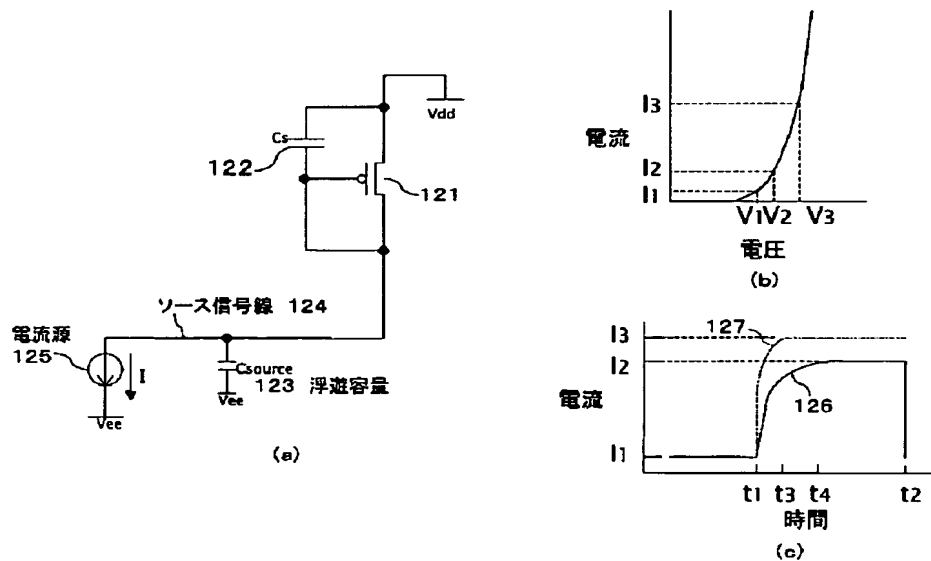 Vdd
Cs
122
121
ソース信号線 124
電流源
125
I
Csource
123 浮遊容量
Vee
Vee
(a)
I3
電流
I2
I1
V1 V2 V3
電圧
(b)
I3
127
I2
電流
126
I1
t1 t3 t4 t2
時間
(c)